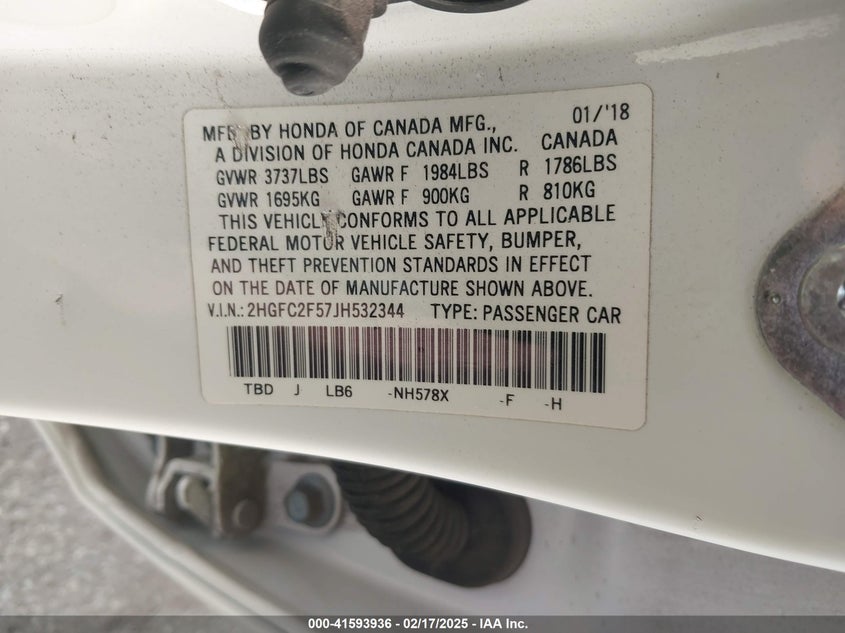 01/'18
MFD BY HONDA OF CANADA MFG.,
A DIVISION OF HONDA CANADA INC. CANADA
GVWR 3737LBS GAWR F 1984LBS R 1786LBS
GVWR 1695KG GAWR F 900KG R 810KG
THIS VEHICLE CONFORMS TO ALL APPLICABLE
FEDERAL MOTOR VEHICLE SAFETY, BUMPER,
AND THEFT PREVENTION STANDARDS IN EFFECT
ON THE DATE OF MANUFACTURE SHOWN ABOVE.
V.I.N.: 2HGFC2F57JH532344 TYPE: PASSENGER CAR
TBD J LB6 -NH578X -F -H
000-41593936 - 02/17/2025 - IAA Inc.